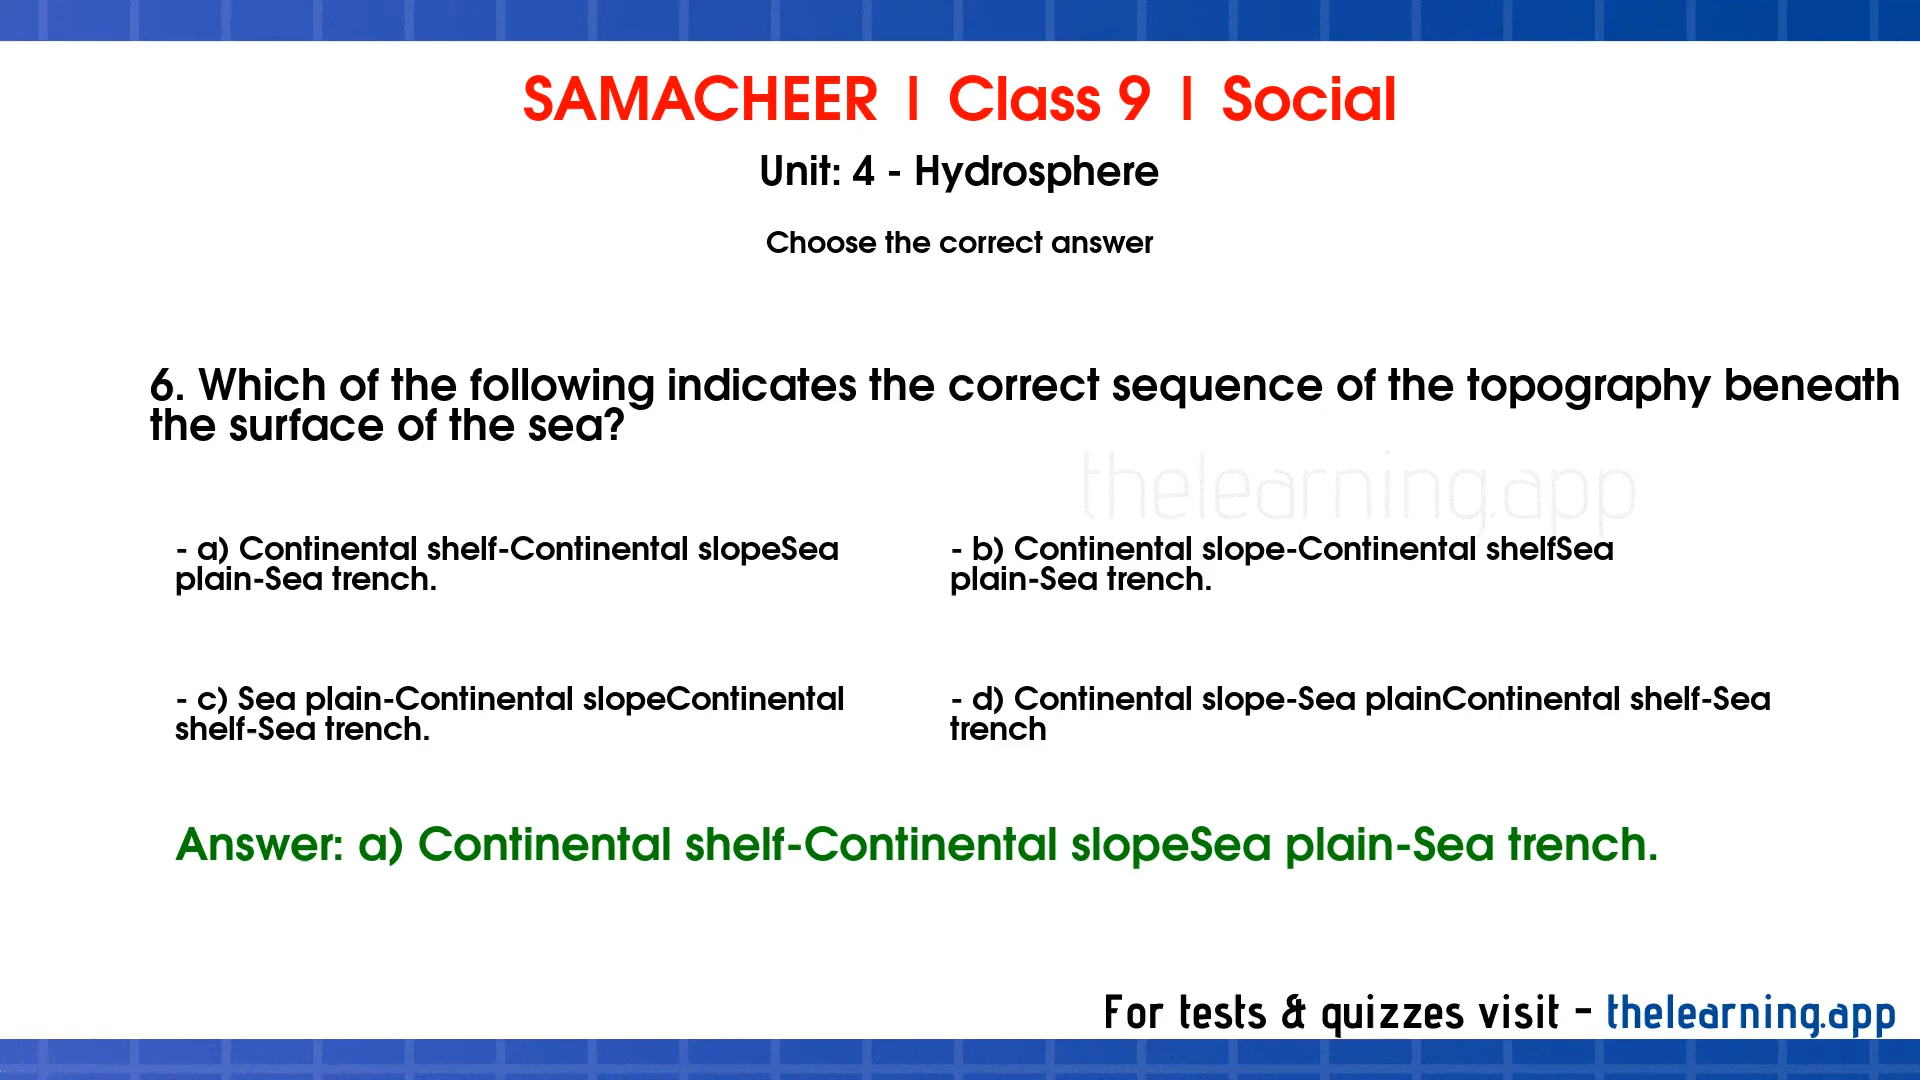 SAMACHEER | Class 9 | Social
Unit: 4 - Hydrosphere
Choose the correct answer
6. Which of the following indicates the correct sequence of the topography beneath
the surface of the sea?
thelearning.app
- a) Continental shelf-Continental slopeSea
plain-Sea trench.
- b) Continental slope-Continental shelfSea
plain-Sea trench.
- c) Sea plain-Continental slopeContinental
shelf-Sea trench.
- d) Continental slope-Sea plainContinental shelf-Sea
trench
Answer: a) Continental shelf-Continental slopeSea plain-Sea trench.
For tests & quizzes visit - thelearning.app